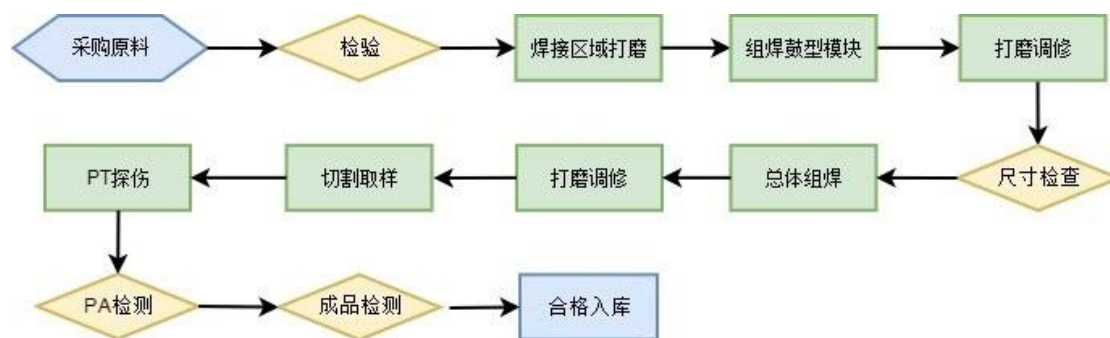 采购原料
检验
焊接区域打磨
组焊鼓型模块
打磨调修
尺寸检查
总体组焊
打磨调修
切割取样
PT探伤
PA检测
成品检测
合格入库